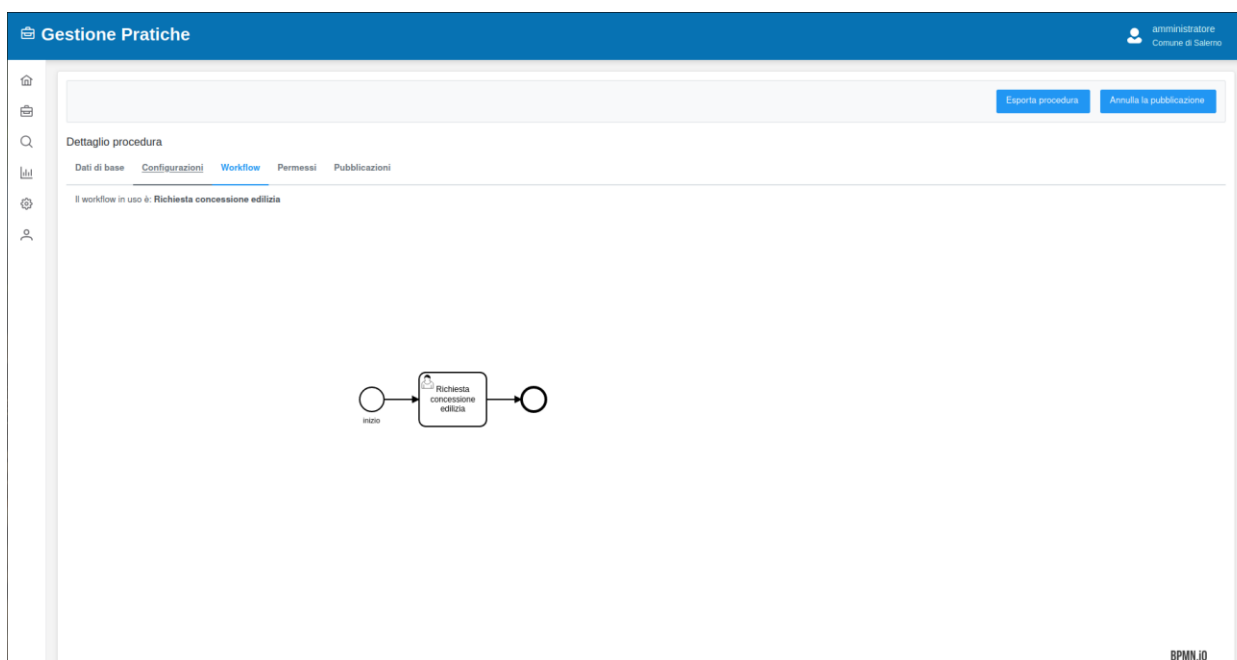 Gestione Pratiche
amministratore
Comune di Salerno
Esporta procedura Annulla la pubblicazione
Dettaglio procedura
Dati di base Configurazioni Workflow Permessi Pubblicazioni
Il workflow in uso è: Richiesta concessione edilizia
Richiesta
concessione
edilizia
inizio
BPMN.iO